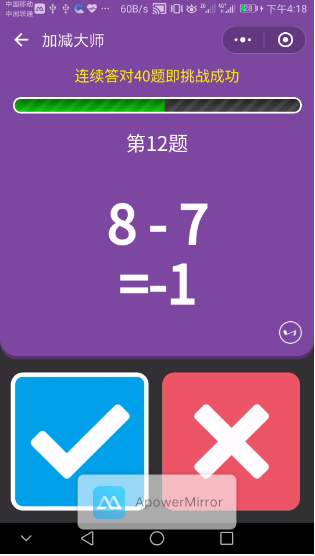 中国移动
中国联通
60B/s
下午4:18
加减大师
连续答对40题即挑战成功
第12题
8 - 7
=-1
ApowerMirror